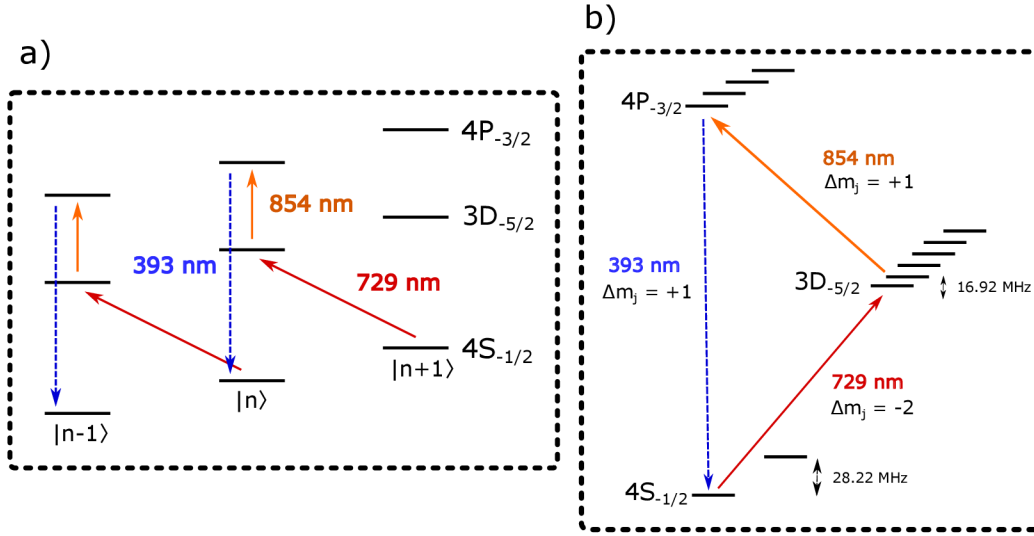 a)
4P₋₃/₂
854 nm
3D₋₅/₂
393 nm
729 nm
4S₋₁/₂
|n+1⟩
|n⟩
|n-1⟩
b)
4P₋₃/₂
854 nm
Δmⱼ = +1
393 nm
Δmⱼ = +1
3D₋₅/₂
16.92 MHz
729 nm
Δmⱼ = -2
28.22 MHz
4S₋₁/₂